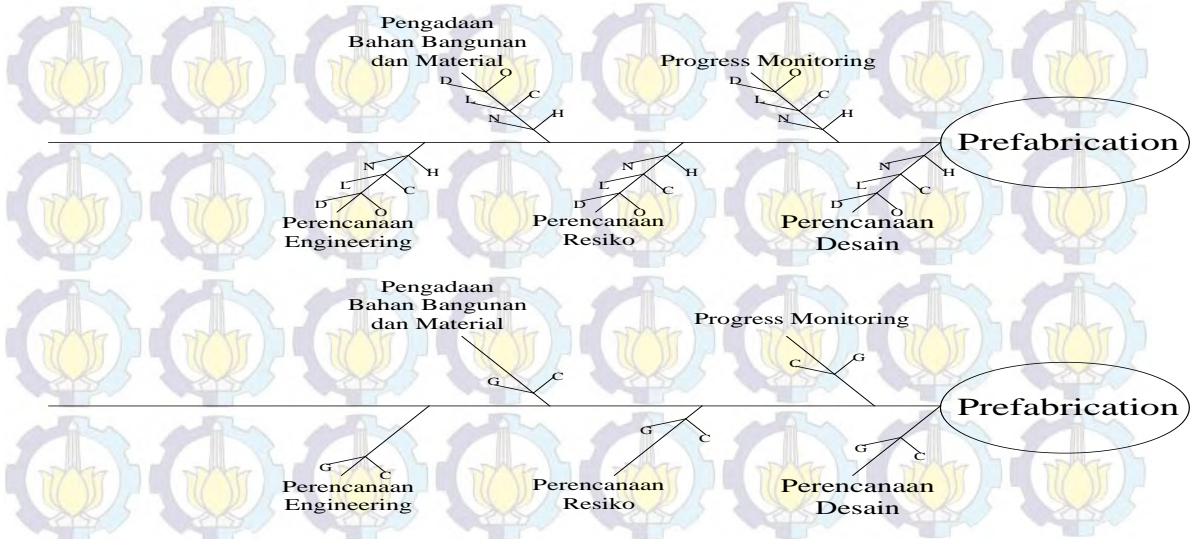 Pengadaan
Bahan Bangunan
dan Material
Progress Monitoring
D O
L C
N H
D O
L C
N H
Prefabrication
N H
L C
D O
Perencanaan
Engineering
N H
L C
D O
Perencanaan
Resiko
N H
L C
D O
Perencanaan
Desain
Pengadaan
Bahan Bangunan
dan Material
G C
Progress Monitoring
C G
Prefabrication
G C
Perencanaan
Engineering
G C
Perencanaan
Resiko
G C
Perencanaan
Desain